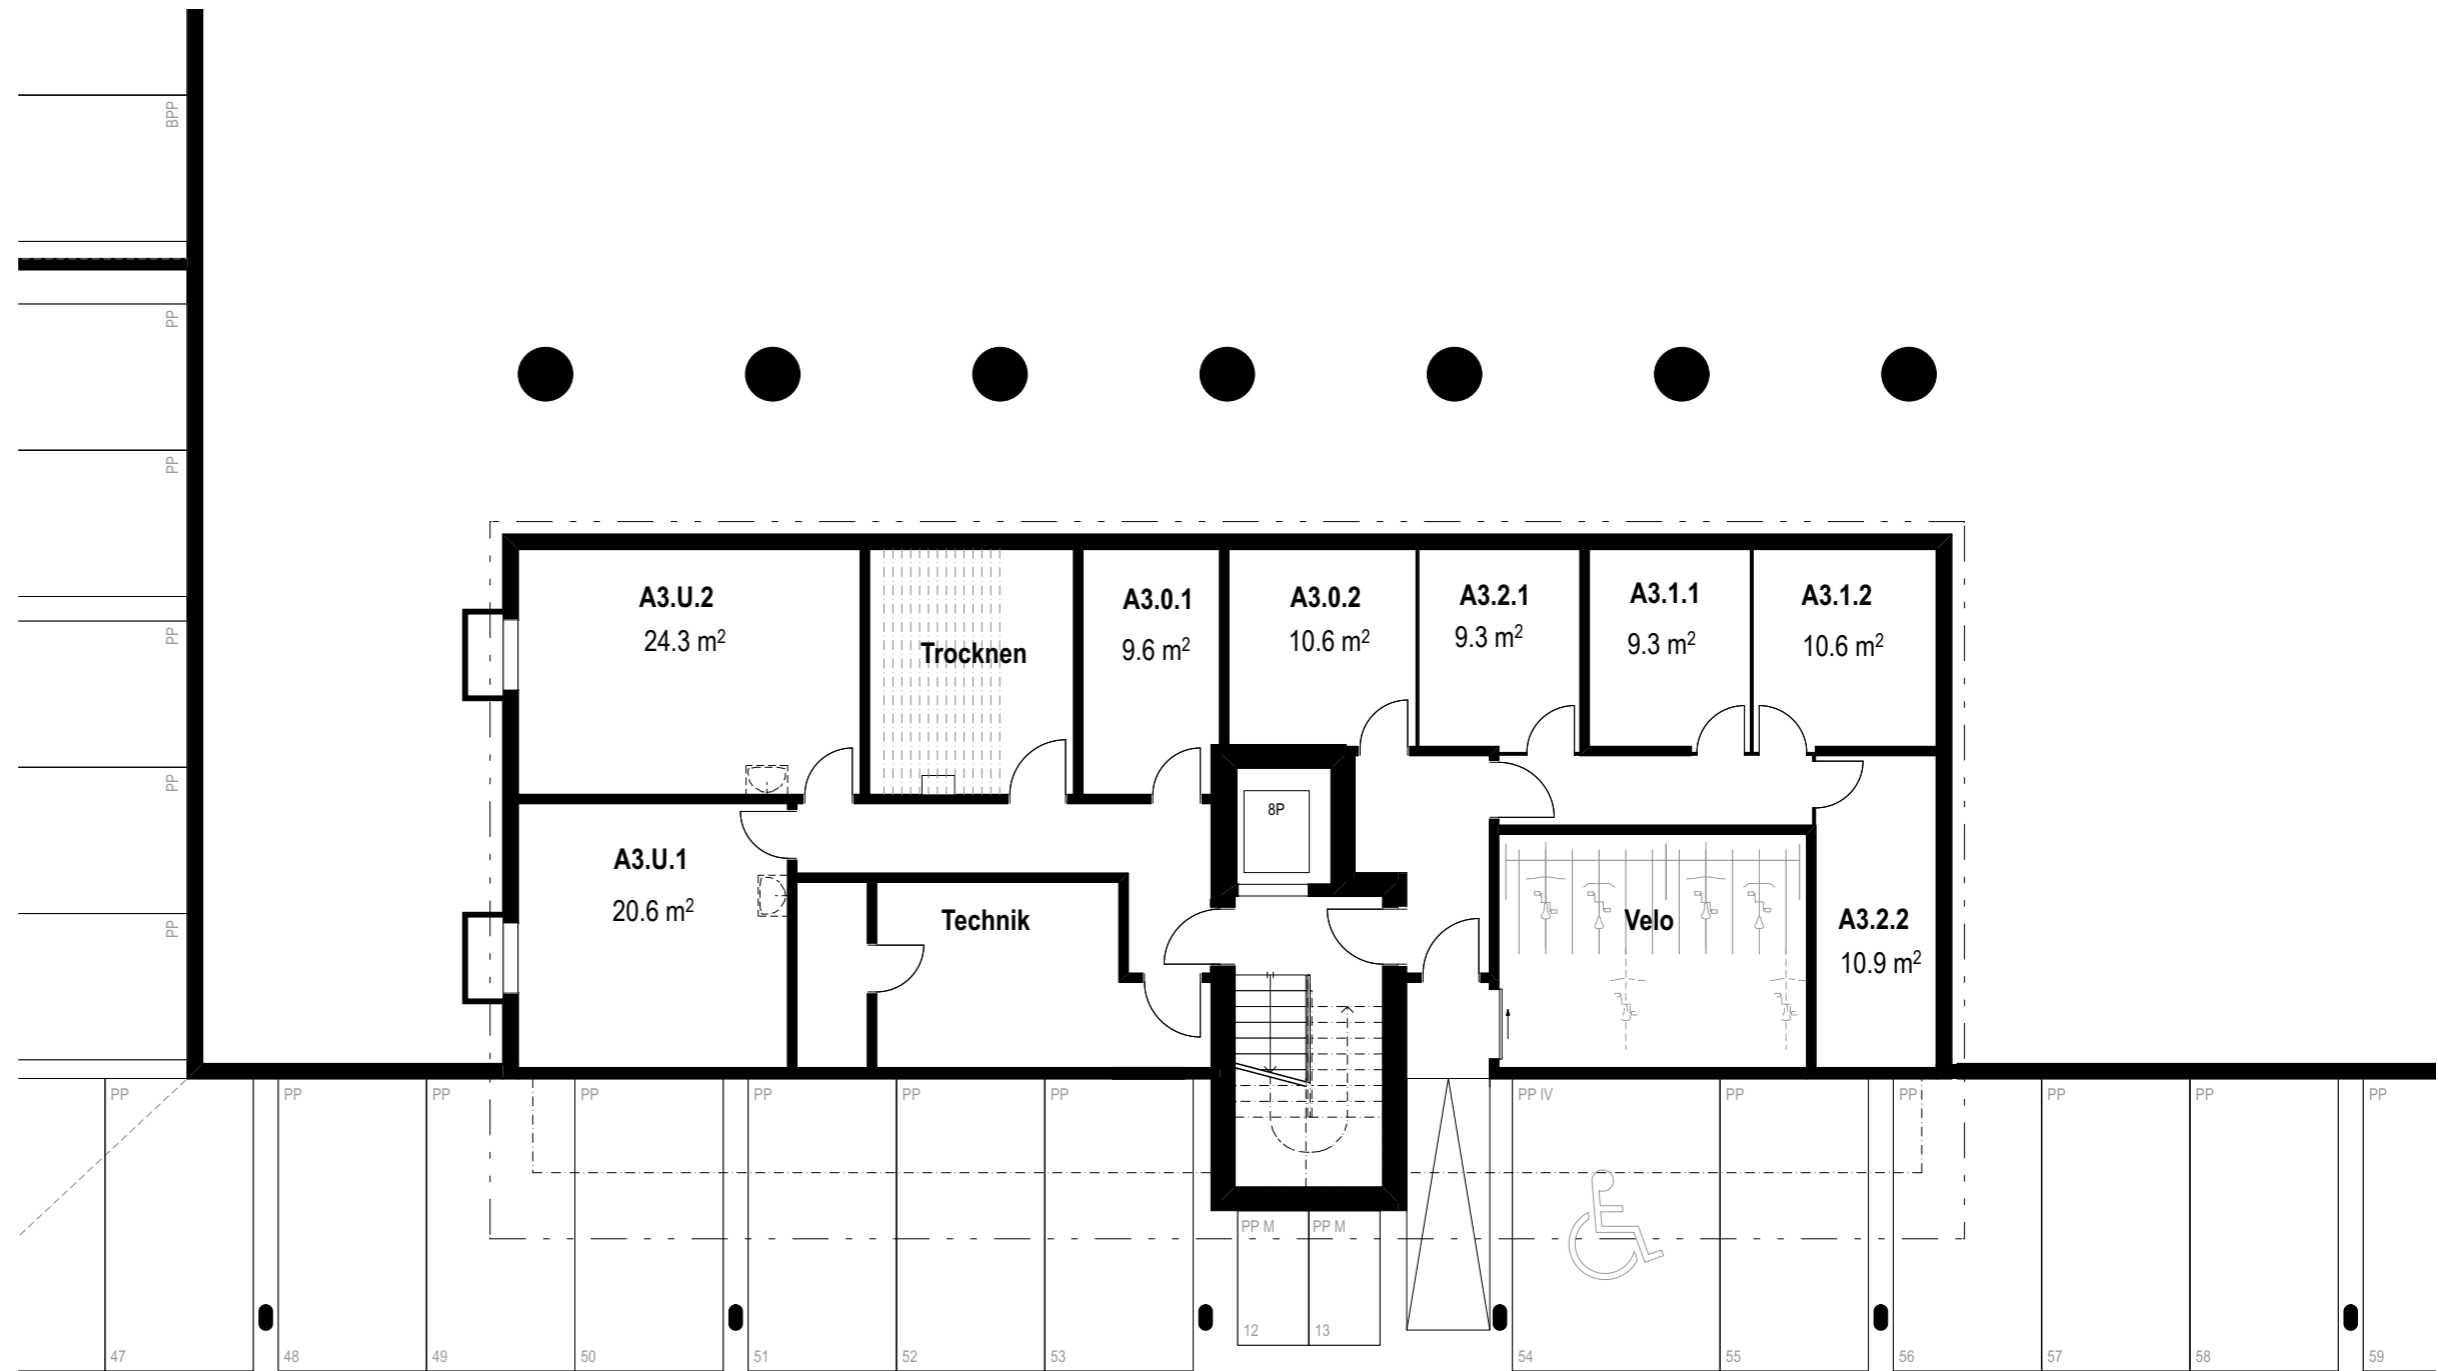 BPP
PP
PP
PP
PP
PP
A3.U.2
24.3 m²
Trocknen
A3.0.1
9.6 m²
A3.0.2
10.6 m²
A3.2.1
9.3 m²
A3.1.1
9.3 m²
A3.1.2
10.6 m²
8P
A3.U.1
20.6 m²
Technik
Velo
A3.2.2
10.9 m²
PP
PP
PP
PP
PP
PP
PP
PP IV
PP
PP
PP
PP
PP
PP M
PP M
12
13
47
48
49
50
51
52
53
54
55
56
57
58
59